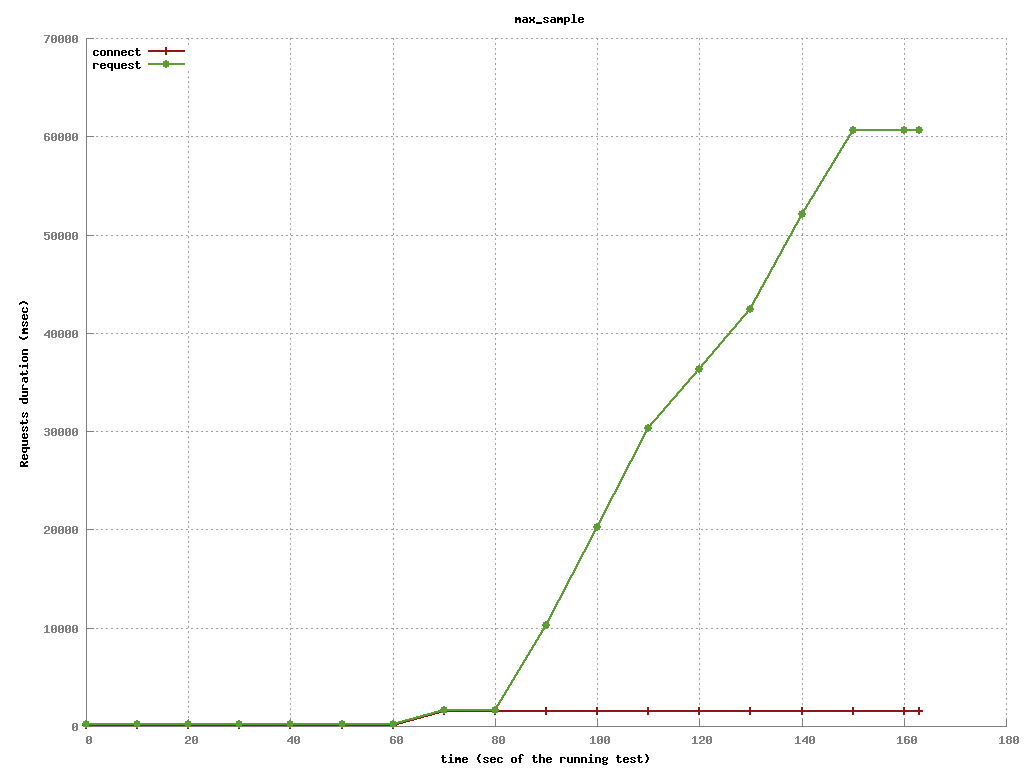 max_sample
70000
connect
request
60000
50000
40000
30000
20000
10000
0
Requests duration (msec)
0 20 40 60 80 100 120 140 160 180
time (sec of the running test)